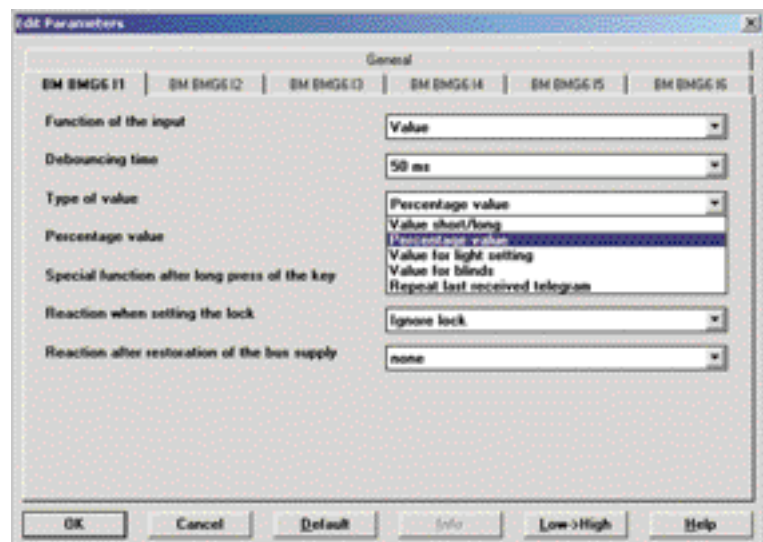 Edit Parameters
General
BM BMG6 I1 BM BMG6 I2 BM BMG6 I3 BM BMG6 I4 BM BMG6 I5 BM BMG6 I6
Function of the input Value
Debouncing time 50 ms
Type of value Percentage value
Value short/long
Percentage value Percentage value
Value for light setting
Special function after long press of the key Value for blinds
Repeat last received telegram
Reaction when setting the lock Ignore lock
Reaction after restoration of the bus supply none
OK Cancel Default Info Low->High Help